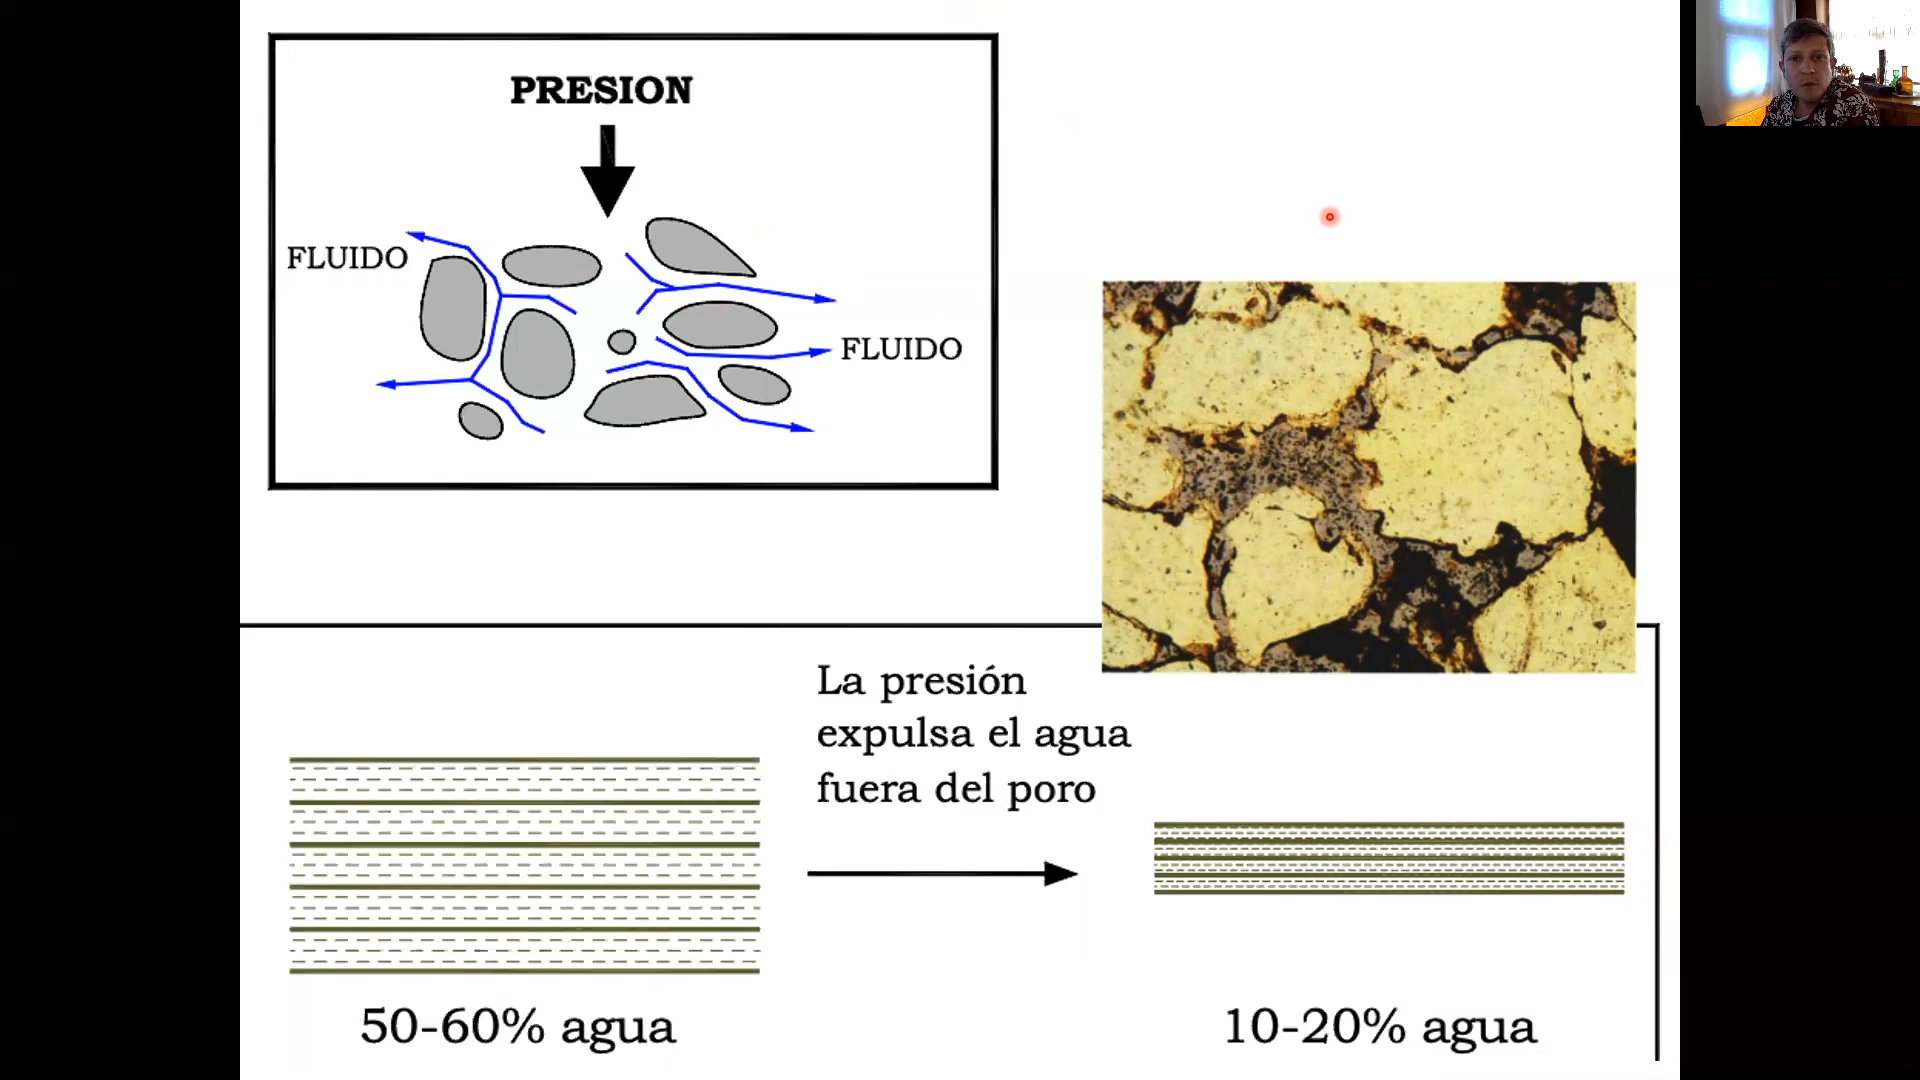 PRESION
FLUIDO
FLUIDO
La presión
expulsa el agua
fuera del poro
50-60% agua
10-20% agua